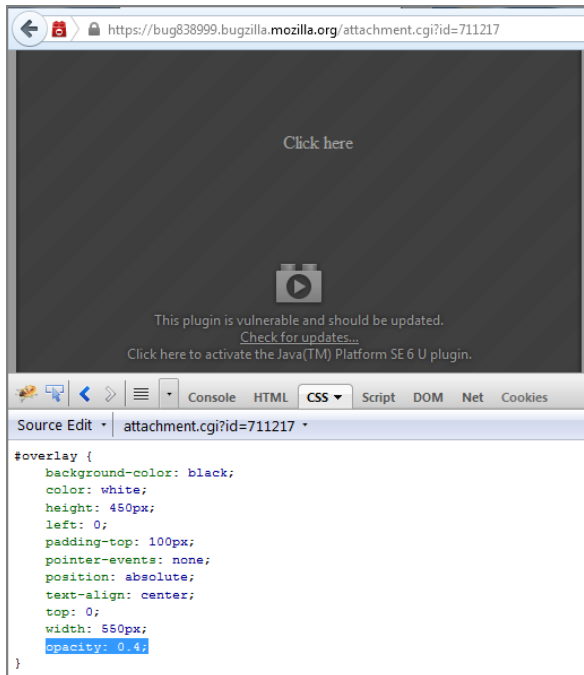 https://bug838999.bugzilla.mozilla.org/attachment.cgi?id=711217
Click here
This plugin is vulnerable and should be updated.
Check for updates...
Click here to activate the Java(TM) Platform SE 6 U plugin.
Console HTML CSS Script DOM Net Cookies
Source Edit attachment.cgi?id=711217
#overlay {
background-color: black;
color: white;
height: 450px;
left: 0;
padding-top: 100px;
pointer-events: none;
position: absolute;
text-align: center;
top: 0;
width: 550px;
opacity: 0.4;
}